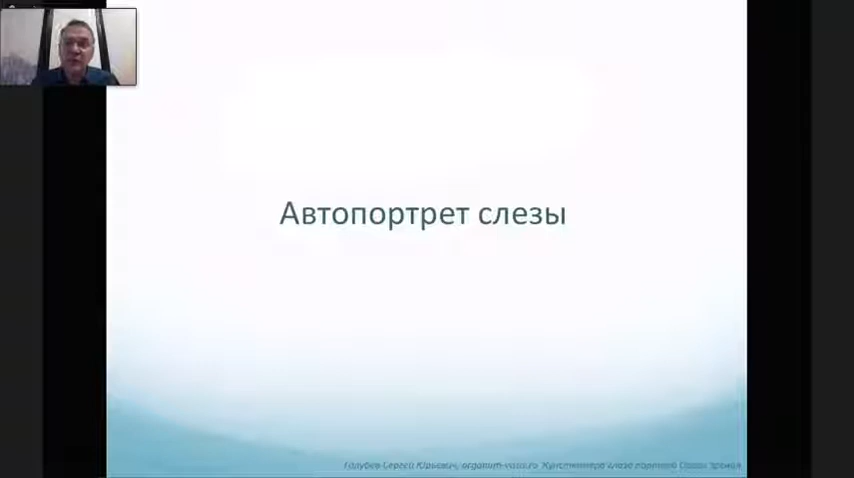 Автопортрет слезы
Голубев Сергей Юрьевич, organum-visus.ru